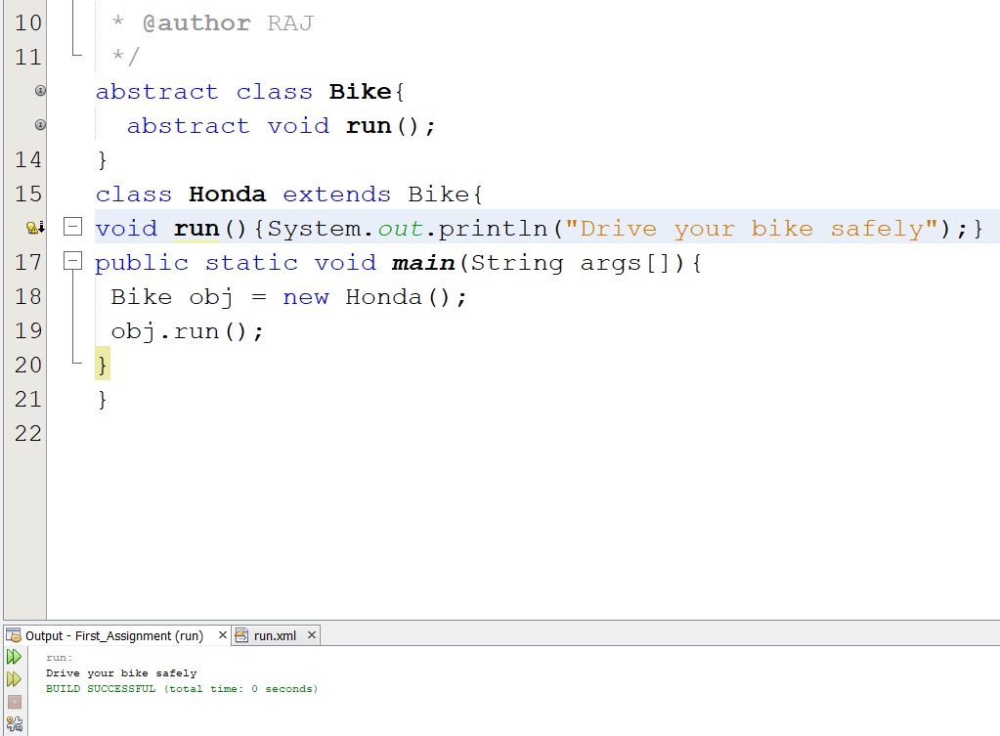 10 * @author RAJ
11 */
abstract class Bike{
abstract void run();
14 }
15 class Honda extends Bike{
void run(){System.out.println("Drive your bike safely");}
17 public static void main(String args[]){
18 Bike obj = new Honda();
19 obj.run();
20 }
21 }
22
Output - First_Assignment (run) × run.xml ×
run:
Drive your bike safely
BUILD SUCCESSFUL (total time: 0 seconds)